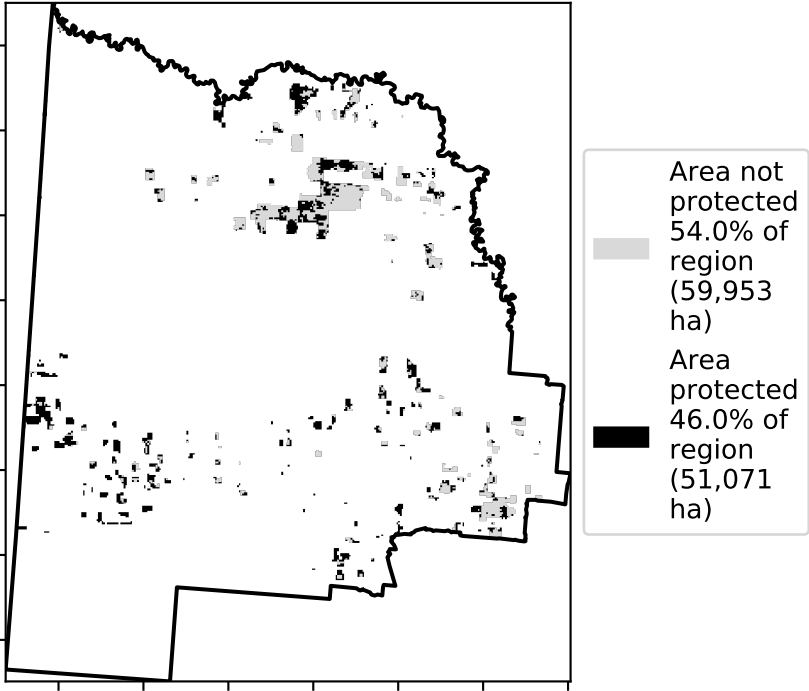 Area not
protected
54.0% of
region
(59,953
ha)
Area
protected
46.0% of
region
(51,071
ha)